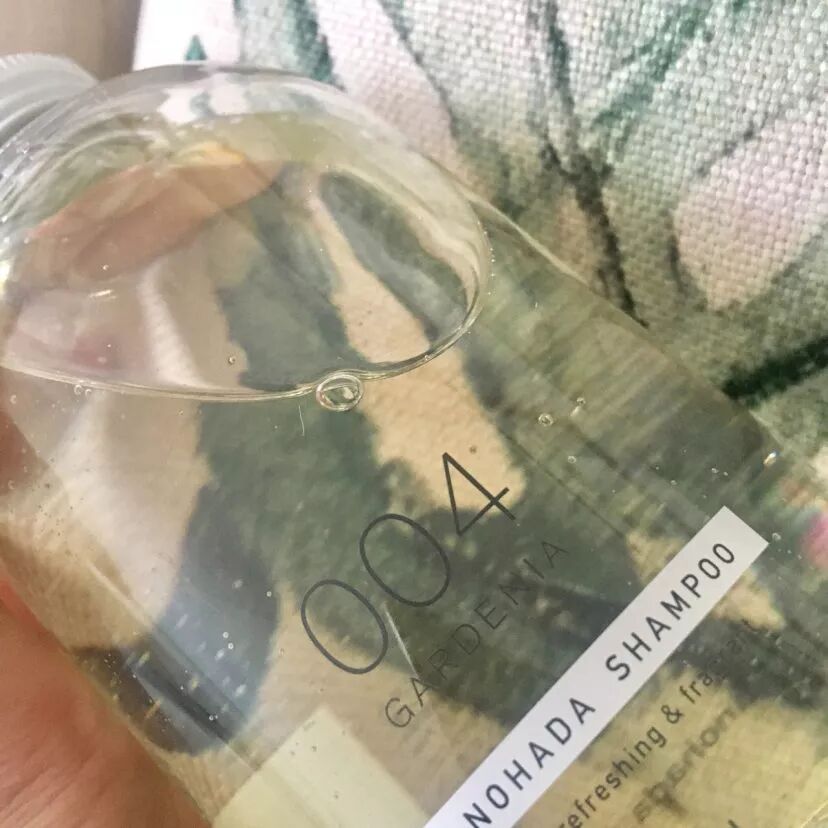 004
GARDENIA
NOHADA SHAMPOO
refreshing & fragrant